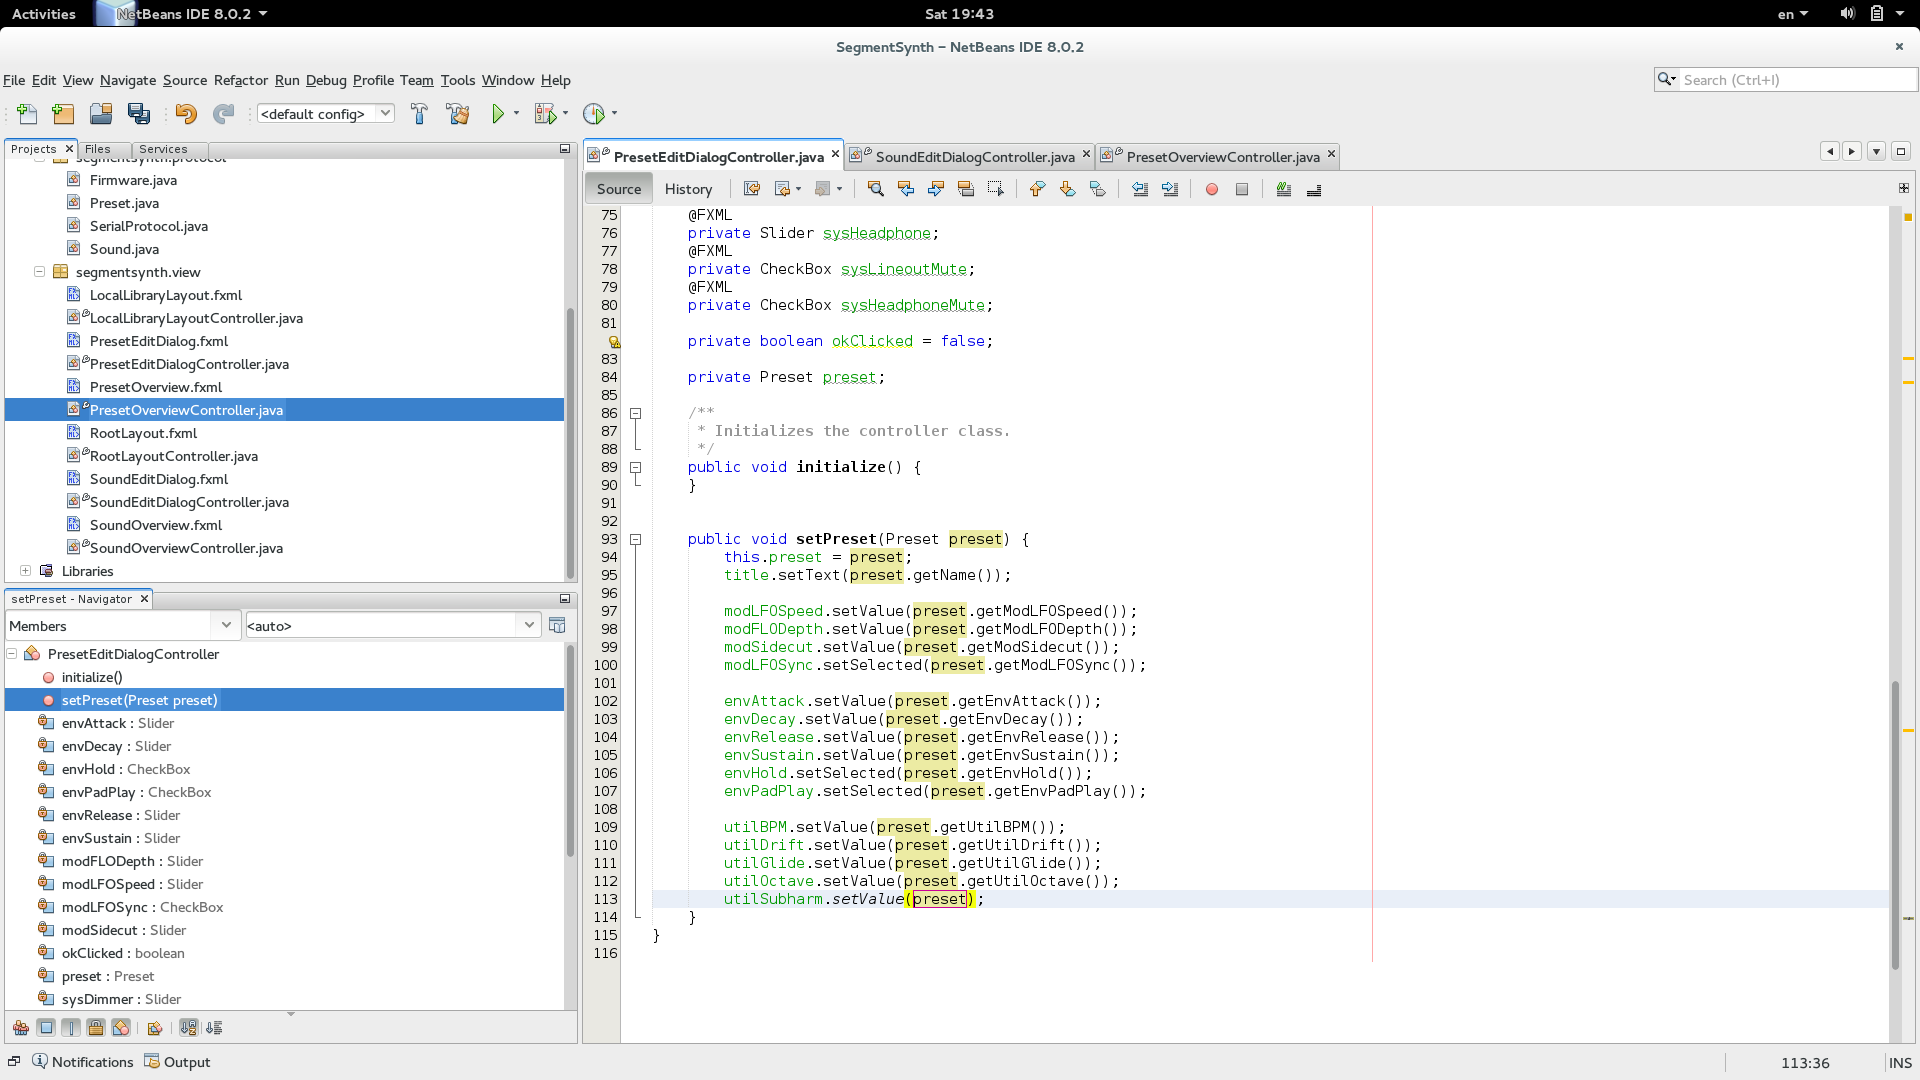 Activities
NetBeans IDE 8.0.2
Sat 19:43
en
SegmentSynth – NetBeans IDE 8.0.2
File Edit View Navigate Source Refactor Run Debug Profile Team Tools Window Help
Search (Ctrl+I)
<default config>
Projects
Files
Services
segmentsynth.protocol
Firmware.java
Preset.java
SerialProtocol.java
Sound.java
segmentsynth.view
LocalLibraryLayout.fxml
LocalLibraryLayoutController.java
PresetEditDialog.fxml
PresetEditDialogController.java
PresetOverview.fxml
PresetOverviewController.java
RootLayout.fxml
RootLayoutController.java
SoundEditDialog.fxml
SoundEditDialogController.java
SoundOverview.fxml
SoundOverviewController.java
Libraries
setPreset - Navigator
Members
<auto>
PresetEditDialogController
initialize()
setPreset(Preset preset)
envAttack : Slider
envDecay : Slider
envHold : CheckBox
envPadPlay : CheckBox
envRelease : Slider
envSustain : Slider
modFLODepth : Slider
modLFOSpeed : Slider
modLFOSync : CheckBox
modSidecut : Slider
okClicked : boolean
preset : Preset
sysDimmer : Slider
PresetEditDialogController.java
SoundEditDialogController.java
PresetOverviewController.java
Source
History
75 @FXML
76 private Slider sysHeadphone;
77 @FXML
78 private CheckBox sysLineoutMute;
79 @FXML
80 private CheckBox sysHeadphoneMute;
81
private boolean okClicked = false;
83
84 private Preset preset;
85
86 /**
87 * Initializes the controller class.
88 */
89 public void initialize() {
90 }
91
92
93 public void setPreset(Preset preset) {
94 this.preset = preset;
95 title.setText(preset.getName());
96
97 modLFOSpeed.setValue(preset.getModLFOSpeed());
98 modFLODepth.setValue(preset.getModLFODepth());
99 modSidecut.setValue(preset.getModSidecut());
100 modLFOSync.setSelected(preset.getModLFOSync());
101
102 envAttack.setValue(preset.getEnvAttack());
103 envDecay.setValue(preset.getEnvDecay());
104 envRelease.setValue(preset.getEnvRelease());
105 envSustain.setValue(preset.getEnvSustain());
106 envHold.setSelected(preset.getEnvHold());
107 envPadPlay.setSelected(preset.getEnvPadPlay());
108
109 utilBPM.setValue(preset.getUtilBPM());
110 utilDrift.setValue(preset.getUtilDrift());
111 utilGlide.setValue(preset.getUtilGlide());
112 utilOctave.setValue(preset.getUtilOctave());
113 utilSubharm.setValue(preset);
114 }
115 }
116
Notifications
Output
113:36
INS